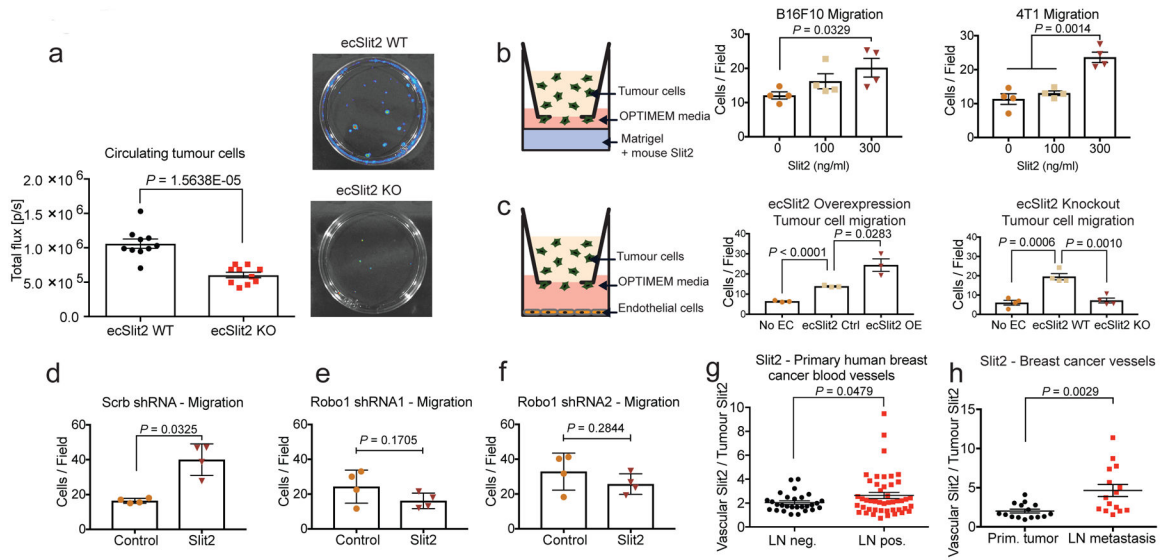 a
ecSlit2 WT
Circulating tumour cells
P = 1.5638E-05
Total flux [p/s]
2.0 × 10 6
1.5 × 10 6
1.0 × 10 6
5.0 × 10 5
0.0
ecSlit2 WT
ecSlit2 KO
ecSlit2 KO
b
Tumour cells
OPTIMEM media
Matrigel
+ mouse Slit2
B16F10 Migration
P = 0.0329
Cells / Field
30
20
10
0
0
100
300
Slit2 (ng/ml)
4T1 Migration
P = 0.0014
Cells / Field
30
20
10
0
0
100
300
Slit2 (ng/ml)
c
Tumour cells
OPTIMEM media
Endothelial cells
ecSlit2 Overexpression
Tumour cell migration
P = 0.0283
P < 0.0001
Cells / Field
40
30
20
10
0
No EC
ecSlit2 Ctrl
ecSlit2 OE
ecSlit2 Knockout
Tumour cell migration
P = 0.0006
P = 0.0010
Cells / Field
40
30
20
10
0
No EC
ecSlit2 WT
ecSlit2 KO
d
Scrb shRNA - Migration
P = 0.0325
Cells / Field
60
40
20
0
Control
Slit2
e
Robo1 shRNA1 - Migration
P = 0.1705
Cells / Field
60
40
20
0
Control
Slit2
f
Robo1 shRNA2 - Migration
P = 0.2844
Cells / Field
60
40
20
0
Control
Slit2
g
Slit2 - Primary human breast
cancer blood vessels
P = 0.0479
Vascular Slit2 / Tumour Slit2
10
8
6
4
2
0
LN neg.
LN pos.
h
Slit2 - Breast cancer vessels
P = 0.0029
Vascular Slit2 / Tumour Slit2
15
10
5
0
Prim. tumor
LN metastasis